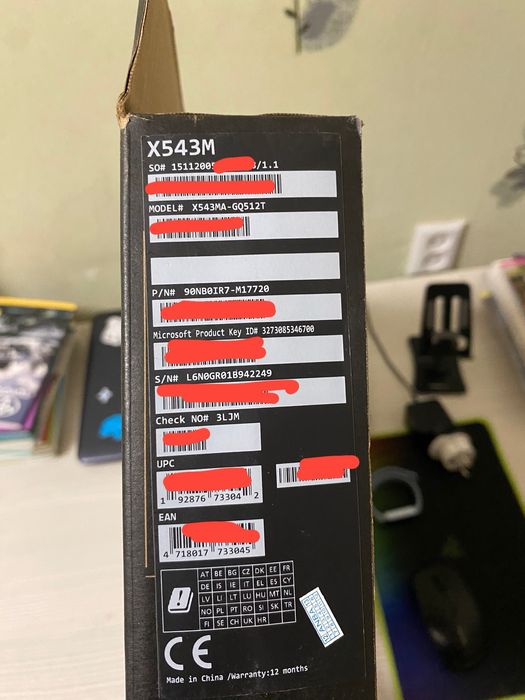 X543M
SO# 15112005 /1.1
MODEL# X543MA-GQ512T
P/N# 90NB0IR7-M17720
Microsoft Product Key ID# 3273085346700
S/N# L6N0GR01B942249
Check NO# 3LJM
UPC
1 92876 73304 2
EAN
4 718017 733045
AT BE BG CZ DK EE FR
DE IS IE IT EL ES CY
LV LI LT LU HU MT NL
NO PL PT RO SI SK TR
FI SE CH UK HR
CE
Made in China /Warranty:12 months